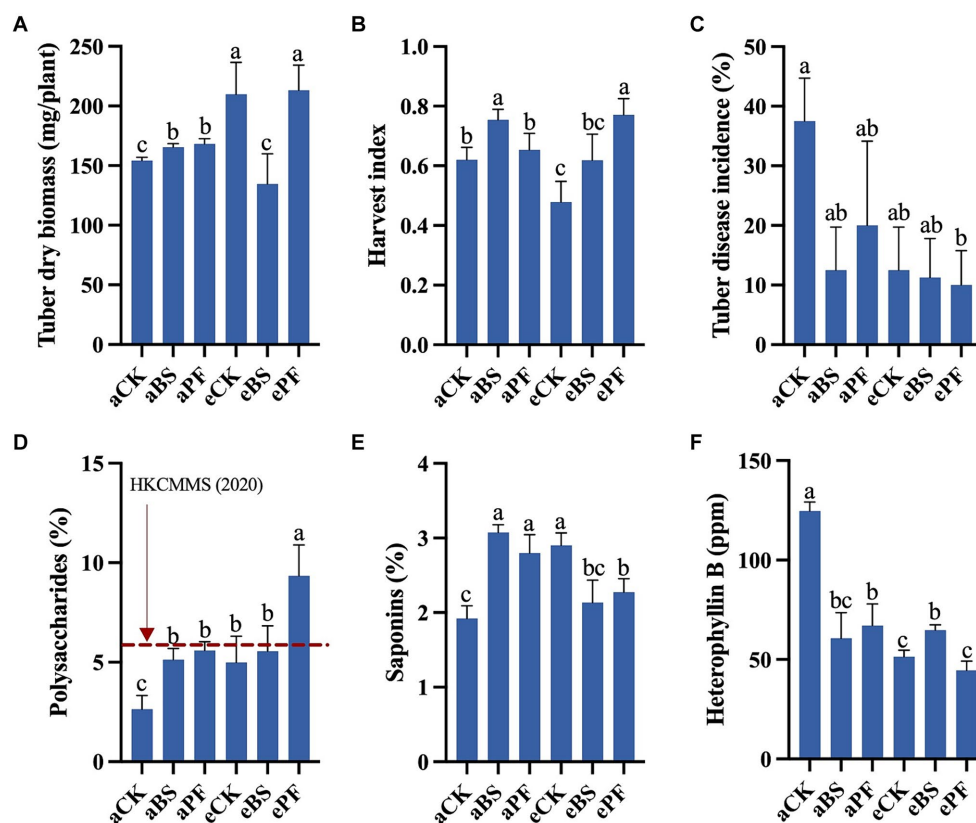 A
Tuber dry biomass (mg/plant)
250
200
150
100
50
0
c
b
b
a
c
a
aCK
aBS
aPF
eCK
eBS
ePF
B
Harvest index
1.0
0.8
0.6
0.4
0.2
0.0
b
a
b
c
bc
a
aCK
aBS
aPF
eCK
eBS
ePF
C
Tuber disease incidence (%)
50
40
30
20
10
0
a
ab
ab
ab
ab
b
aCK
aBS
aPF
eCK
eBS
ePF
D
Polysaccharides (%)
15
10
5
0
HKCMMS (2020)
c
b
b
b
b
a
aCK
aBS
aPF
eCK
eBS
ePF
E
Saponins (%)
4
3
2
1
0
c
a
a
a
bc
b
aCK
aBS
aPF
eCK
eBS
ePF
F
Heterophyllin B (ppm)
150
100
50
0
a
bc
b
c
b
c
aCK
aBS
aPF
eCK
eBS
ePF